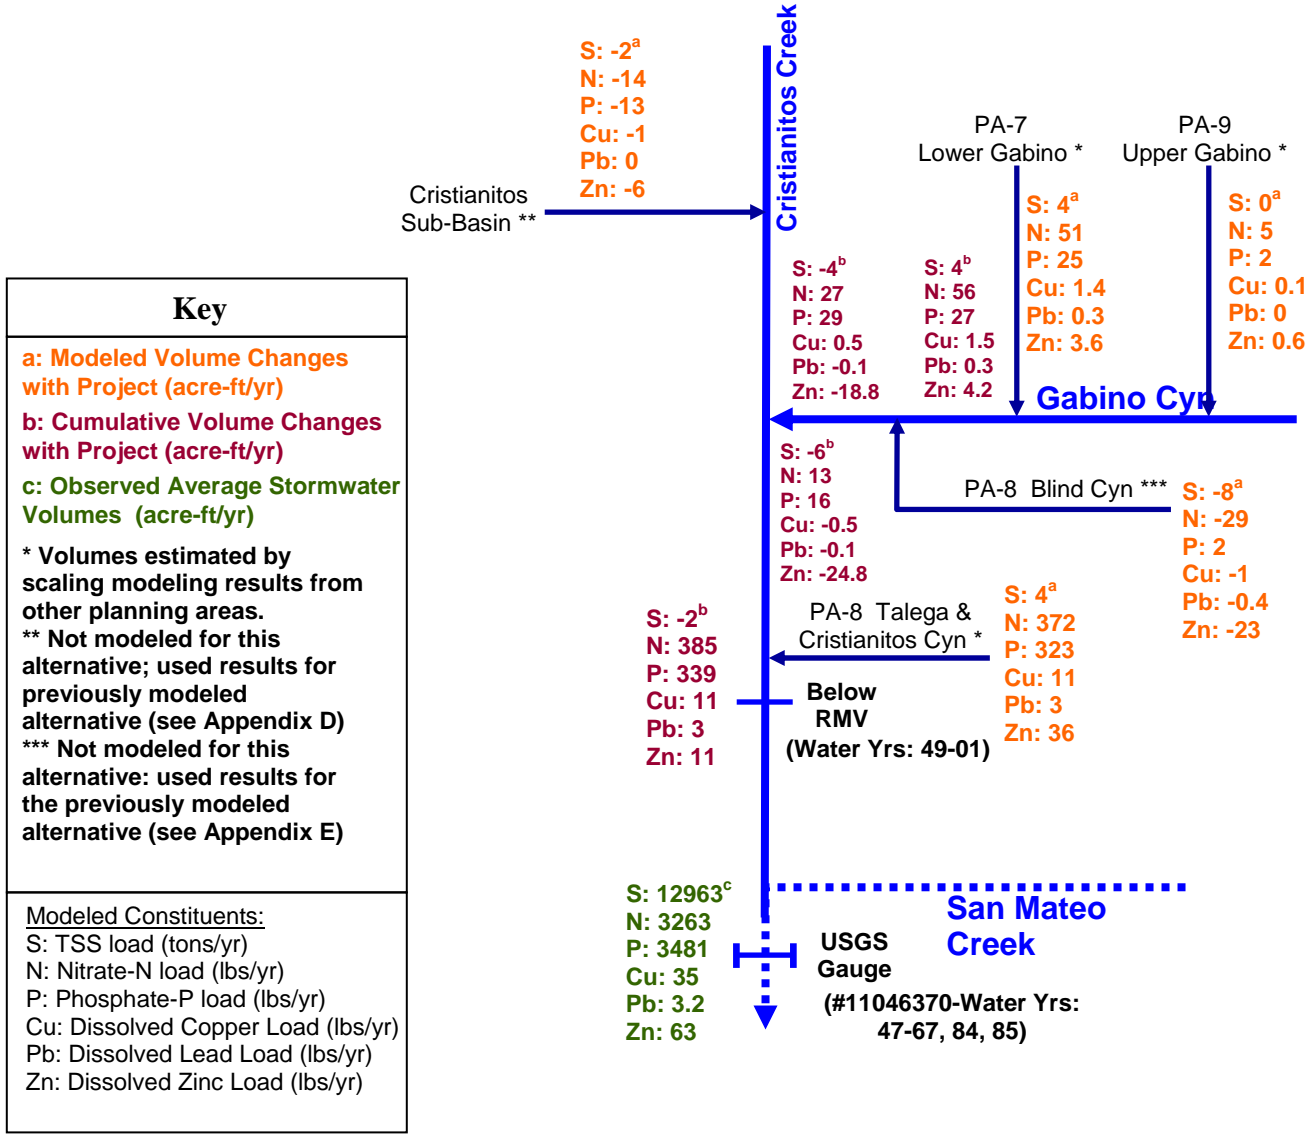 S: -2a
N: -14
P: -13
Cu: -1
Pb: 0
Zn: -6
Cristianitos
Sub-Basin **
Cristianitos Creek
PA-7
Lower Gabino *
PA-9
Upper Gabino *
S: 4a
N: 51
P: 25
Cu: 1.4
Pb: 0.3
Zn: 3.6
S: 0a
N: 5
P: 2
Cu: 0.1
Pb: 0
Zn: 0.6
S: -4b
N: 27
P: 29
Cu: 0.5
Pb: -0.1
Zn: -18.8
S: 4b
N: 56
P: 27
Cu: 1.5
Pb: 0.3
Zn: 4.2
Gabino Cyn
S: -6b
N: 13
P: 16
Cu: -0.5
Pb: -0.1
Zn: -24.8
PA-8 Blind Cyn ***
S: -8a
N: -29
P: 2
Cu: -1
Pb: -0.4
Zn: -23
PA-8 Talega &
Cristianitos Cyn *
S: 4a
N: 372
P: 323
Cu: 11
Pb: 3
Zn: 36
S: -2b
N: 385
P: 339
Cu: 11
Pb: 3
Zn: 11
Below
RMV
(Water Yrs: 49-01)
S: 12963c
N: 3263
P: 3481
Cu: 35
Pb: 3.2
Zn: 63
San Mateo
Creek
USGS
Gauge
(#11046370-Water Yrs:
47-67, 84, 85)
Key
a: Modeled Volume Changes
with Project (acre-ft/yr)
b: Cumulative Volume Changes
with Project (acre-ft/yr)
c: Observed Average Stormwater
Volumes (acre-ft/yr)
* Volumes estimated by
scaling modeling results from
other planning areas.
** Not modeled for this
alternative; used results for
previously modeled
alternative (see Appendix D)
*** Not modeled for this
alternative: used results for
the previously modeled
alternative (see Appendix E)
Modeled Constituents:
S: TSS load (tons/yr)
N: Nitrate-N load (lbs/yr)
P: Phosphate-P load (lbs/yr)
Cu: Dissolved Copper Load (lbs/yr)
Pb: Dissolved Lead Load (lbs/yr)
Zn: Dissolved Zinc Load (lbs/yr)